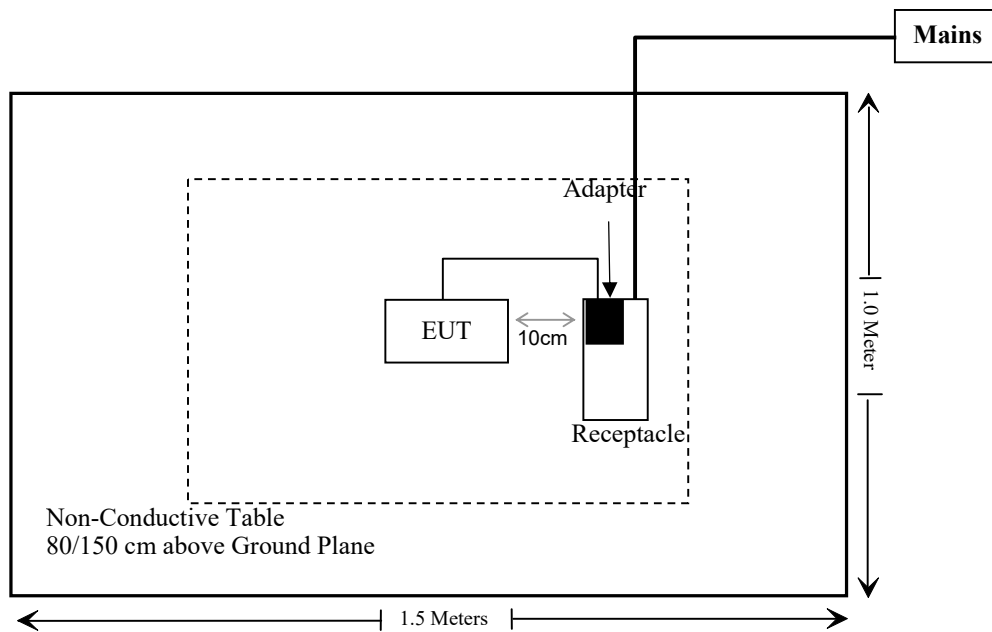 Mains
Adapter
EUT
10cm
Receptacle
1.0 Meter
Non-Conductive Table
80/150 cm above Ground Plane
1.5 Meters